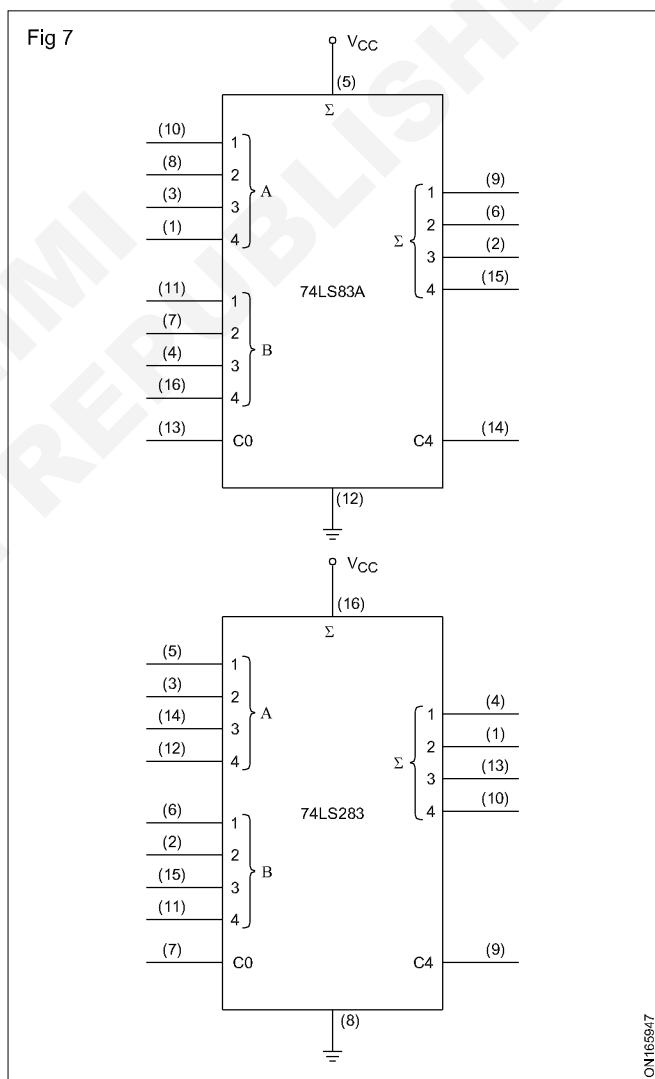 Fig 7
VCC
(5)
Σ
(10) 1
(8) 2
(3) 3
(1) 4
A
(9) 1
(6) 2
(2) 3
(15) 4
Σ
74LS83A
(11) 1
(7) 2
(4) 3
(16) 4
B
(13) C0
C4 (14)
(12)
VCC
(16)
Σ
(5) 1
(3) 2
(14) 3
(12) 4
A
1 (4)
2 (1)
3 (13)
4 (10)
Σ
74LS283
(6) 1
(2) 2
(15) 3
(11) 4
B
(7) C0
C4 (9)
(8)
ON165947
REPUBLISHE